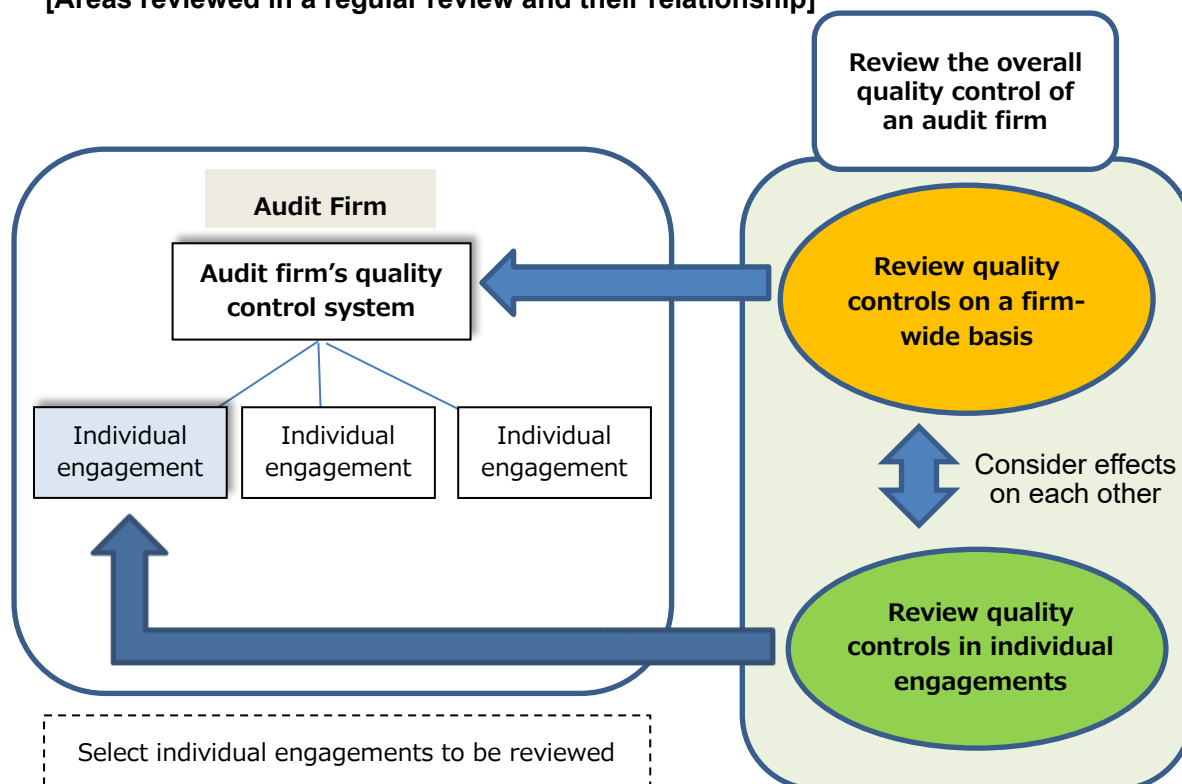 [Areas reviewed in a regular review and their relationship]
Review the overall
quality control of
an audit firm
Audit Firm
Audit firm's quality
control system
Individual
engagement
Individual
engagement
Individual
engagement
Review quality
controls on a firm-
wide basis
Consider effects
on each other
Review quality
controls in individual
engagements
Select individual engagements to be reviewed